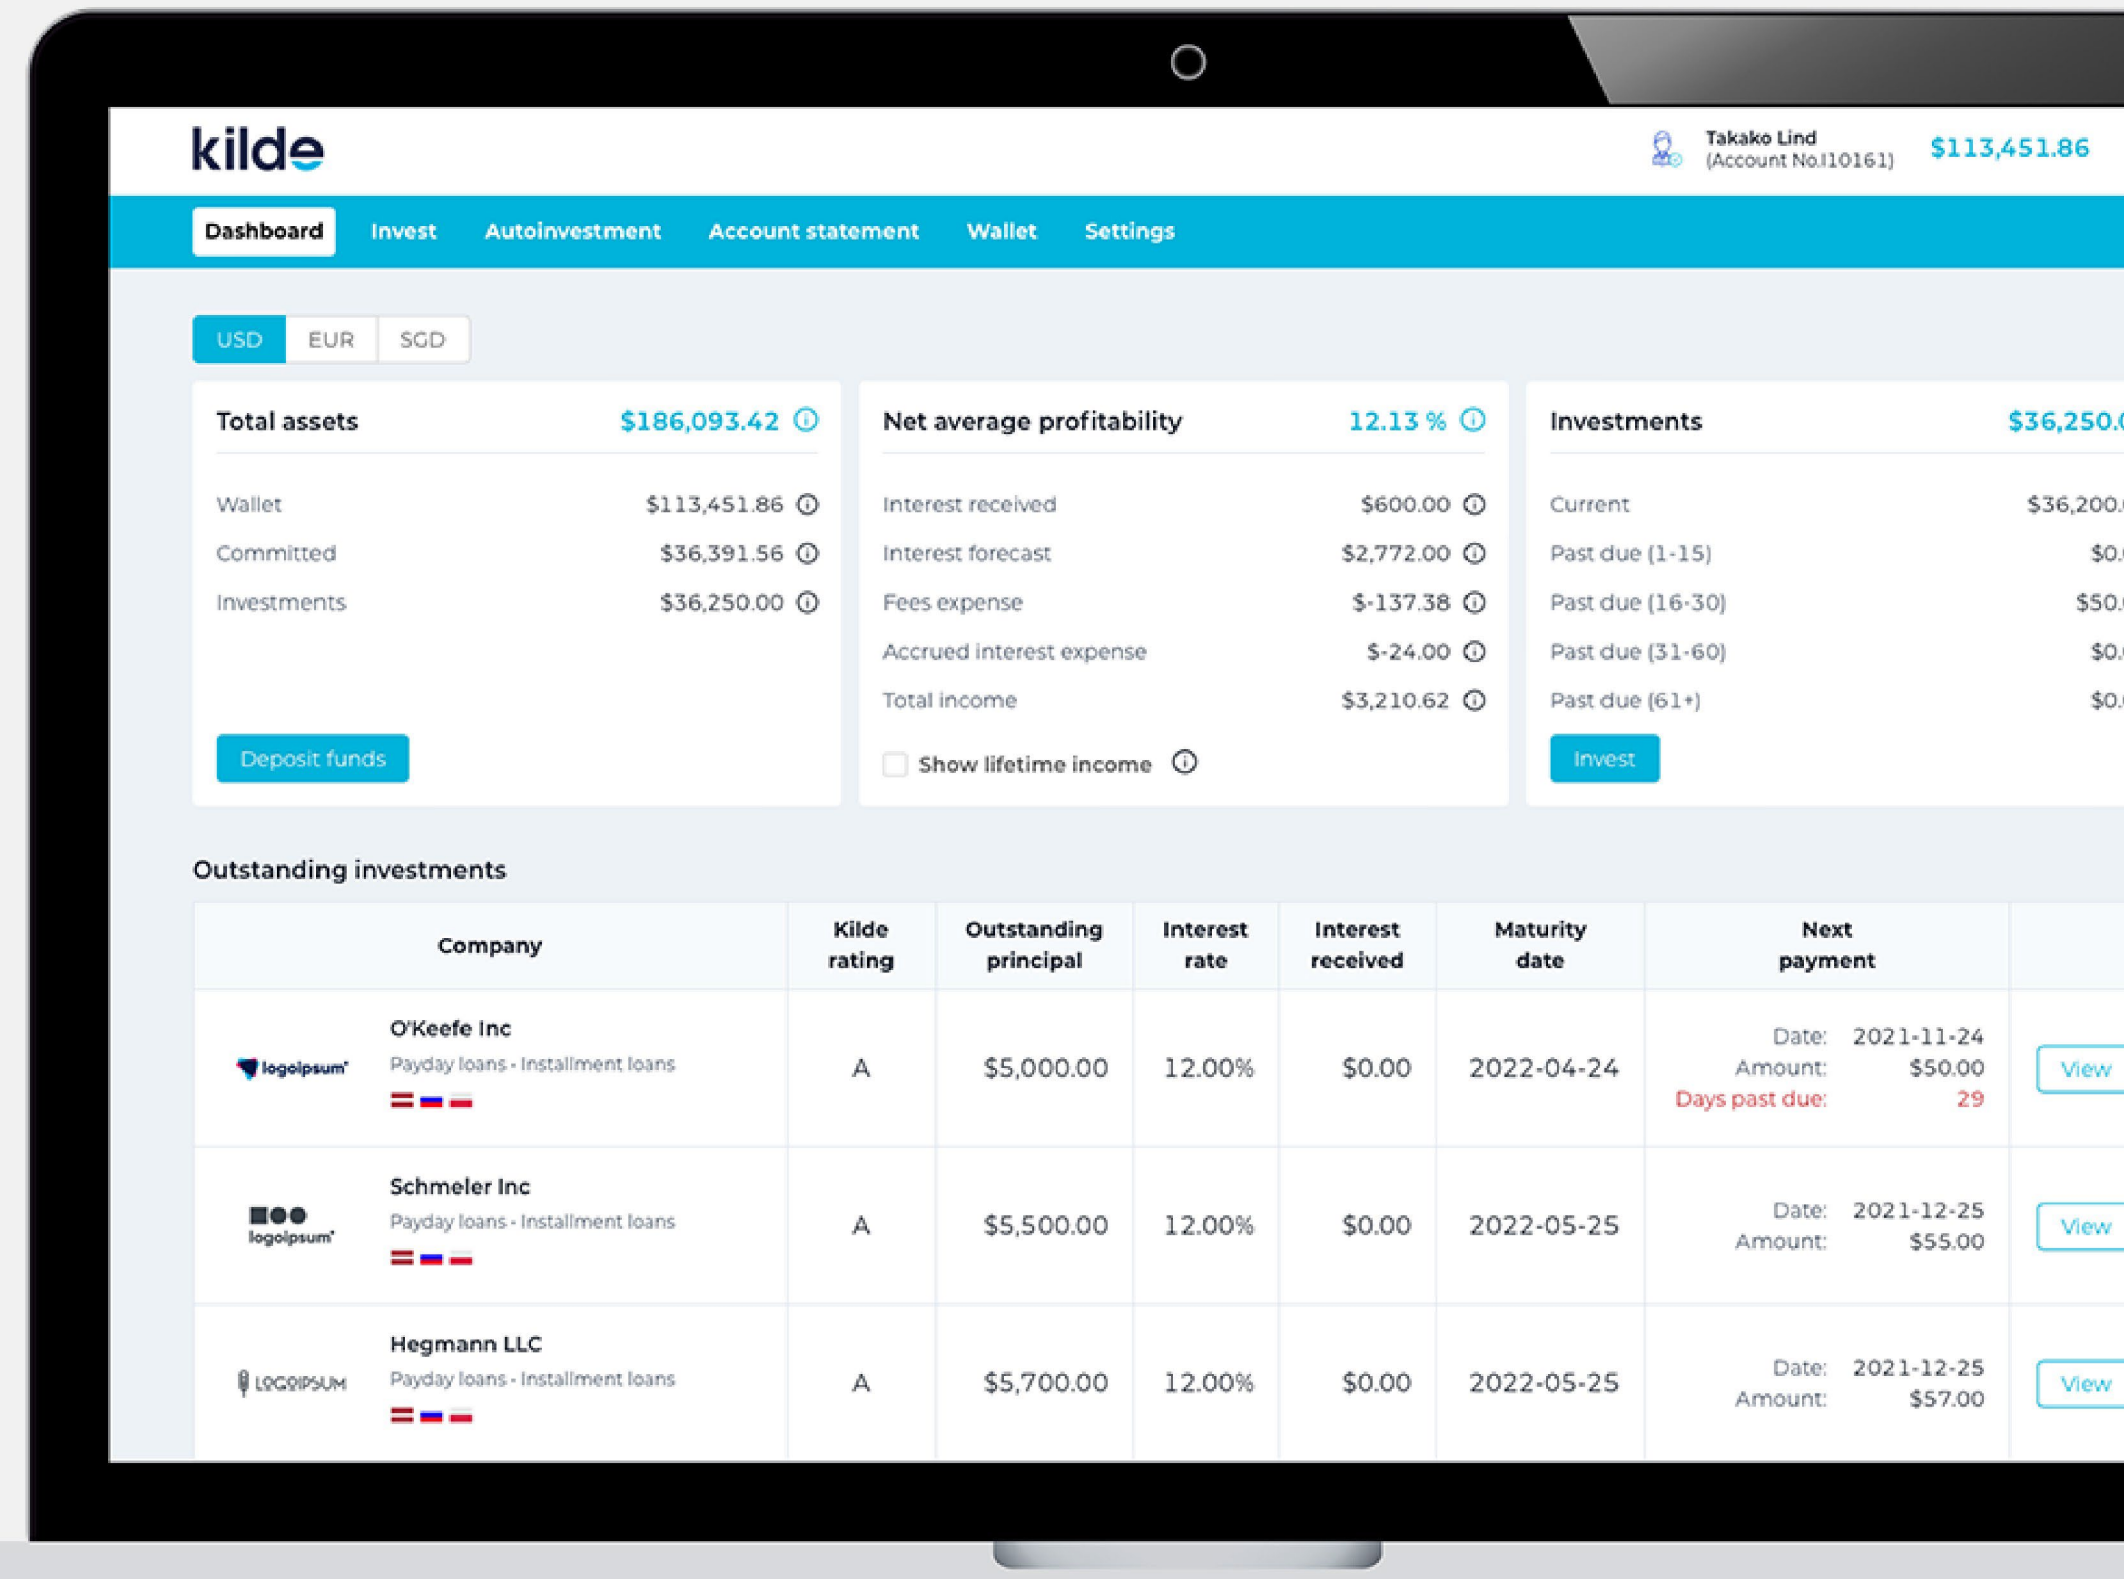 kilde
Takako Lind
(Account No.I10161)
$113,451.86
Dashboard Invest Autoinvestment Account statement Wallet Settings
USD EUR SGD
Total assets $186,093.42
Wallet $113,451.86
Committed $36,391.56
Investments $36,250.00
Deposit funds
Net average profitability 12.13 %
Interest received $600.00
Interest forecast $2,772.00
Fees expense $-137.38
Accrued interest expense $-24.00
Total income $3,210.62
Show lifetime income
Investments $36,250.
Current $36,200.
Past due (1-15) $0.
Past due (16-30) $50.
Past due (31-60) $0.
Past due (61+) $0.
Invest
Outstanding investments
Company
Kilde
rating
Outstanding
principal
Interest
rate
Interest
received
Maturity
date
Next
payment
logoipsum
O'Keefe Inc
Payday loans - Installment loans
A $5,000.00 12.00% $0.00 2022-04-24
Date: 2021-11-24
Amount: $50.00
Days past due: 29
View
logoipsum
Schmeler Inc
Payday loans - Installment loans
A $5,500.00 12.00% $0.00 2022-05-25
Date: 2021-12-25
Amount: $55.00
View
LOGOIPSUM
Hegmann LLC
Payday loans - Installment loans
A $5,700.00 12.00% $0.00 2022-05-25
Date: 2021-12-25
Amount: $57.00
View